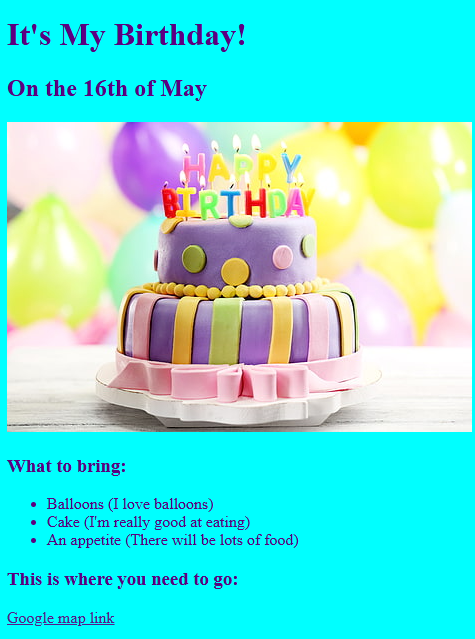 It's My Birthday!
On the 16th of May
HAPPY
BIRTHDAY
What to bring:
Balloons (I love balloons)
Cake (I'm really good at eating)
An appetite (There will be lots of food)
This is where you need to go:
Google map link